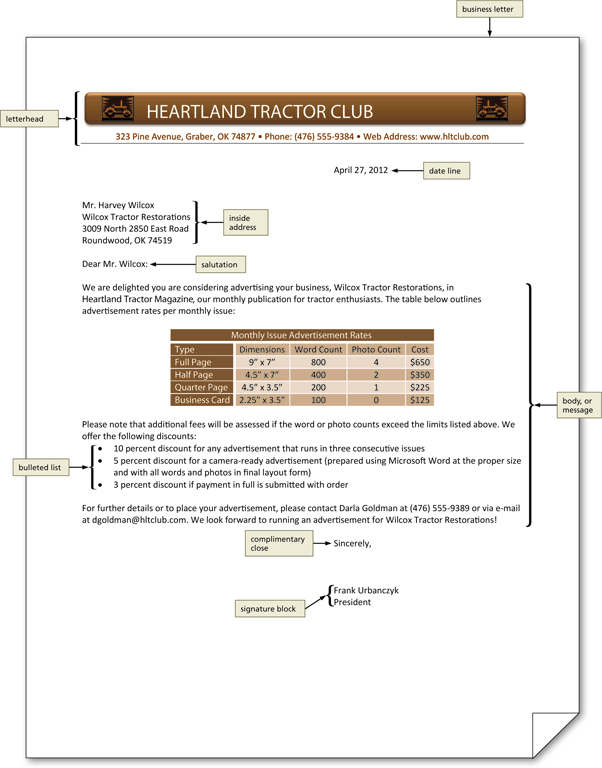 business letter
letterhead
HEARTLAND TRACTOR CLUB
323 Pine Avenue, Graber, OK 74877 • Phone: (476) 555-9384 • Web Address: www.hltclub.com
April 27, 2012
date line
Mr. Harvey Wilcox
Wilcox Tractor Restorations
3009 North 2850 East Road
Roundwood, OK 74519
inside
address
Dear Mr. Wilcox:
salutation
We are delighted you are considering advertising your business, Wilcox Tractor Restorations, in
Heartland Tractor Magazine, our monthly publication for tractor enthusiasts. The table below outlines
advertisement rates per monthly issue:
Monthly Issue Advertisement Rates
Type Dimensions Word Count Photo Count Cost
Full Page 9” x 7” 800 4 $650
Half Page 4.5” x 7” 400 2 $350
Quarter Page 4.5” x 3.5” 200 1 $225
Business Card 2.25” x 3.5” 100 0 $125
body, or
message
Please note that additional fees will be assessed if the word or photo counts exceed the limits listed above. We
offer the following discounts:
bulleted list
• 10 percent discount for any advertisement that runs in three consecutive issues
• 5 percent discount for a camera-ready advertisement (prepared using Microsoft Word at the proper size
and with all words and photos in final layout form)
• 3 percent discount if payment in full is submitted with order
For further details or to place your advertisement, please contact Darla Goldman at (476) 555-9389 or via e-mail
at dgoldman@hltclub.com. We look forward to running an advertisement for Wilcox Tractor Restorations!
complimentary
close
Sincerely,
Frank Urbanczyk
President
signature block